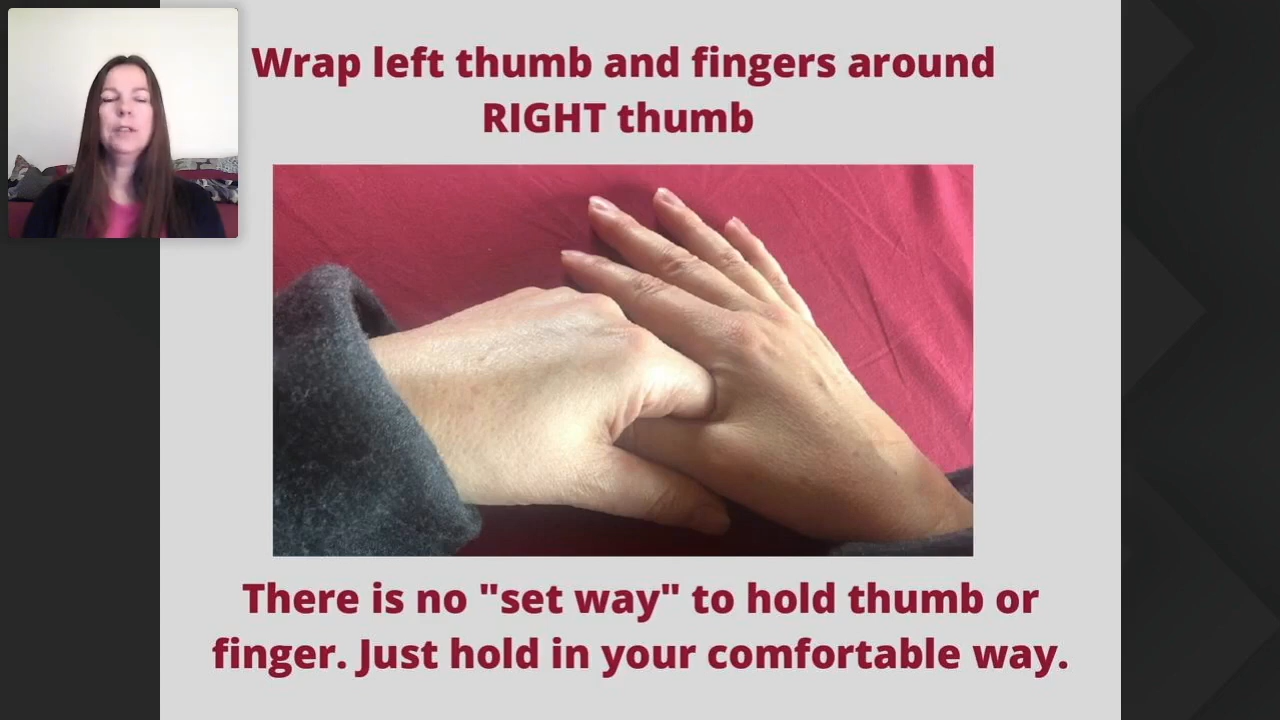 Wrap left thumb and fingers around
RIGHT thumb
There is no "set way" to hold thumb or
finger. Just hold in your comfortable way.